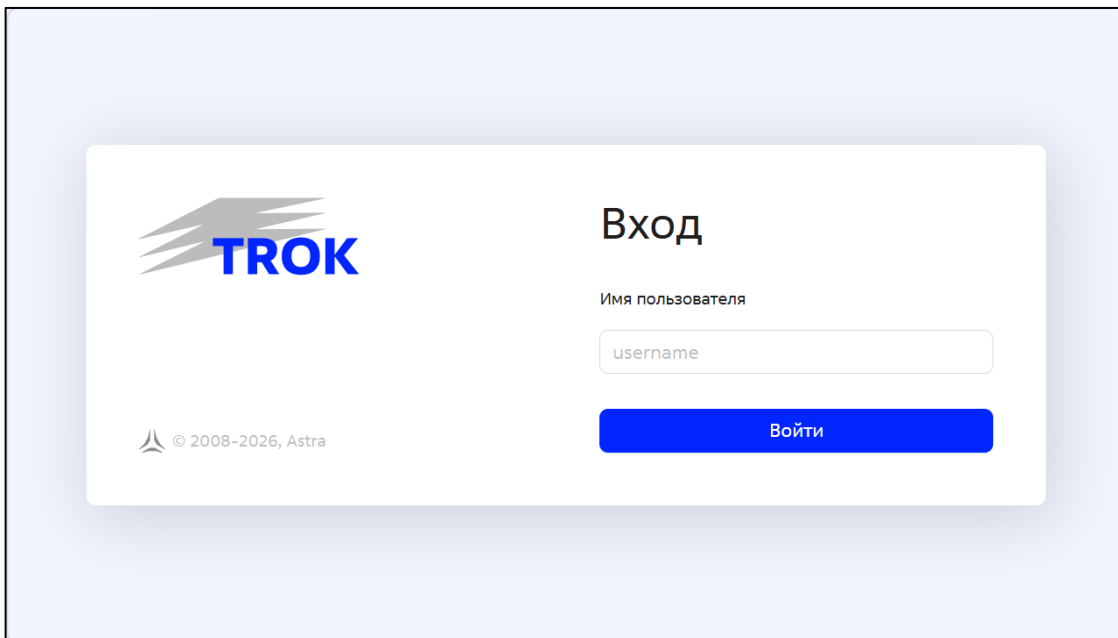 TROK
© 2008-2026, Astra
Вход
Имя пользователя
username
Войти